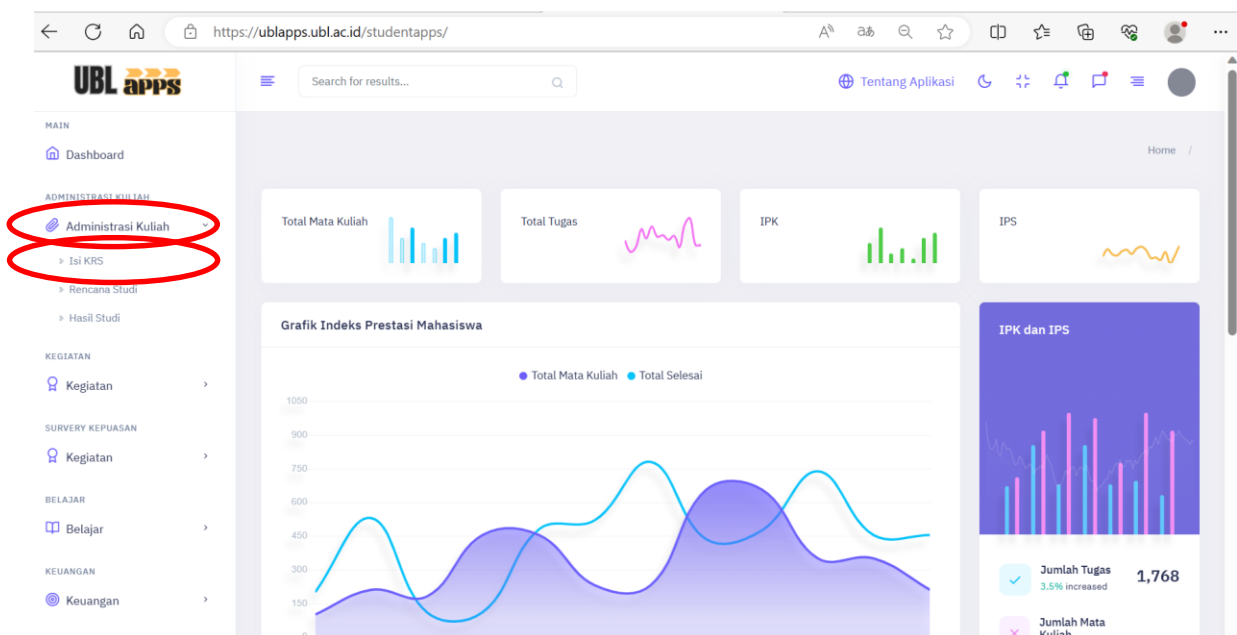 https://ublapps.ubl.ac.id/studentapps/
UBL apps
Search for results...
Tentang Aplikasi
MAIN
Dashboard
Home /
ADMINISTRASI KULIAH
Administrasi Kuliah
Isi KRS
Rencana Studi
Hasil Studi
KEGIATAN
Kegiatan
SURVERY KEPUASAN
Kegiatan
BELAJAR
Belajar
KEUANGAN
Keuangan
Total Mata Kuliah
Total Tugas
IPK
IPS
Grafik Indeks Prestasi Mahasiswa
Total Mata Kuliah Total Selesai
1050
900
750
600
450
300
150
0
IPK dan IPS
Jumlah Tugas
3.5% increased
1,768
Jumlah Mata
Kuliah